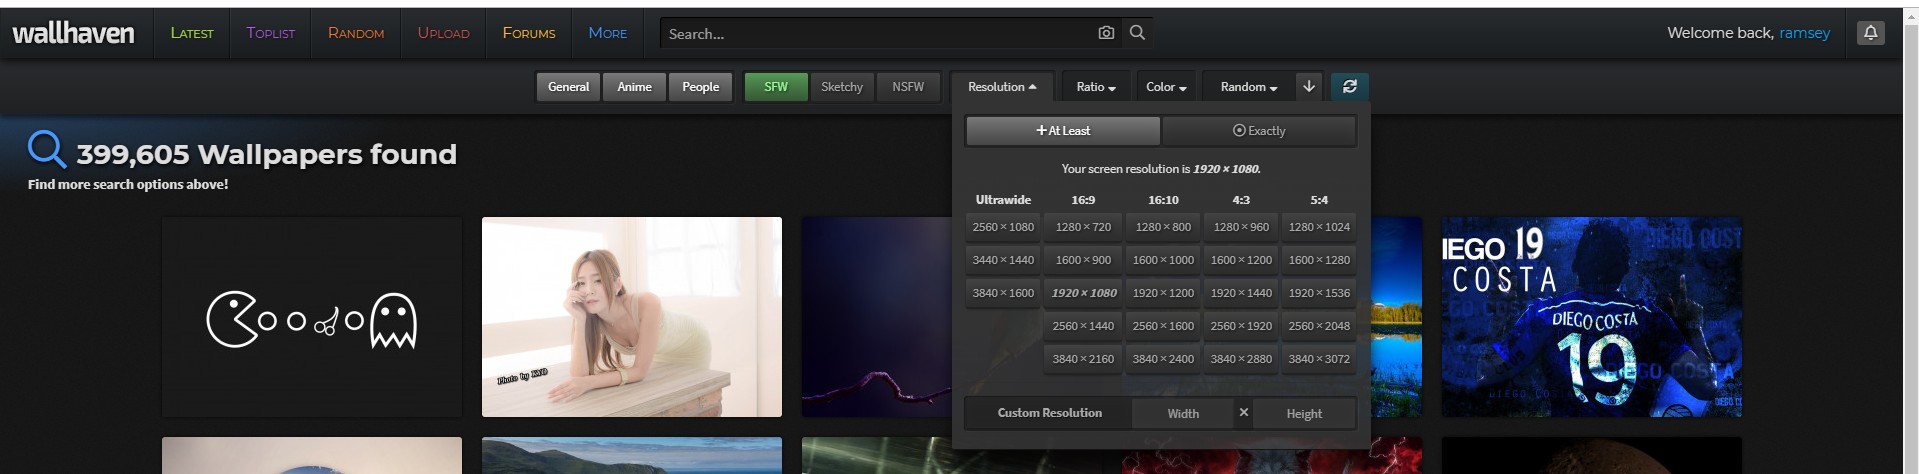 wallhaven LATEST TOPLIST RANDOM UPLOAD FORUMS MORE Search... Welcome back, ramsey
General Anime People SFW Sketchy NSFW Resolution Ratio Color Random
At Least Exactly
399,605 Wallpapers found
Find more search options above!
Your screen resolution is 1920 × 1080.
Ultrawide 16:9 16:10 4:3 5:4
2560 × 1080 1280 × 720 1280 × 800 1280 × 960 1280 × 1024
3440 × 1440 1600 × 900 1600 × 1000 1600 × 1200 1600 × 1280
3840 × 1600 1920 × 1080 1920 × 1200 1920 × 1440 1920 × 1536
2560 × 1440 2560 × 1600 2560 × 1920 2560 × 2048
3840 × 2160 3840 × 2400 3840 × 2880 3840 × 3072
Custom Resolution Width × Height
Photo by KYO
IEGO 19
COSTA
DIEGO COSTA
19